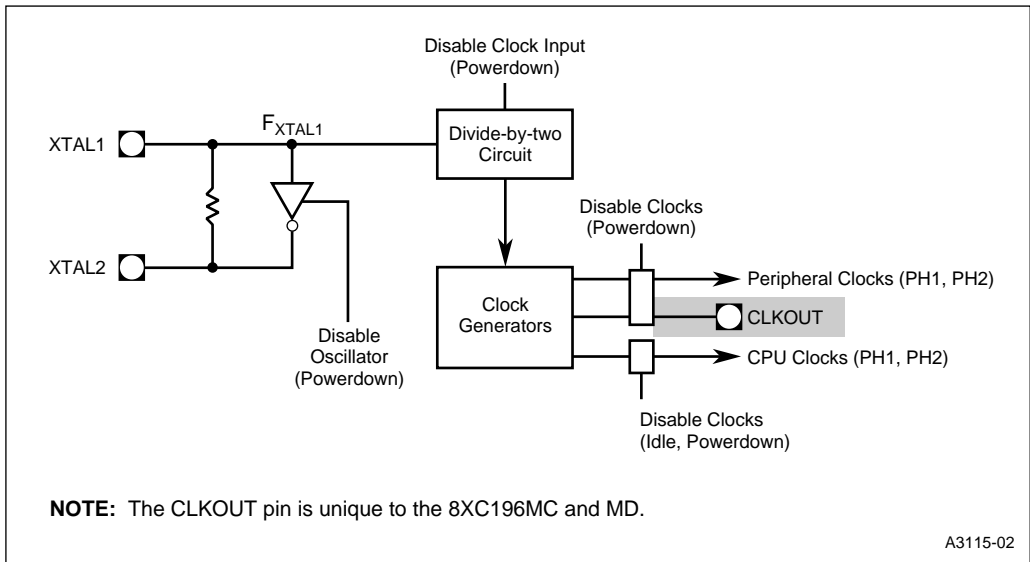 Disable Clock Input
(Powerdown)
XTAL1
FXTAL1
Divide-by-two
Circuit
XTAL2
Disable
Oscillator
(Powerdown)
Clock
Generators
Disable Clocks
(Powerdown)
Peripheral Clocks (PH1, PH2)
CLKOUT
CPU Clocks (PH1, PH2)
Disable Clocks
(Idle, Powerdown)
NOTE: The CLKOUT pin is unique to the 8XC196MC and MD.
A3115-02